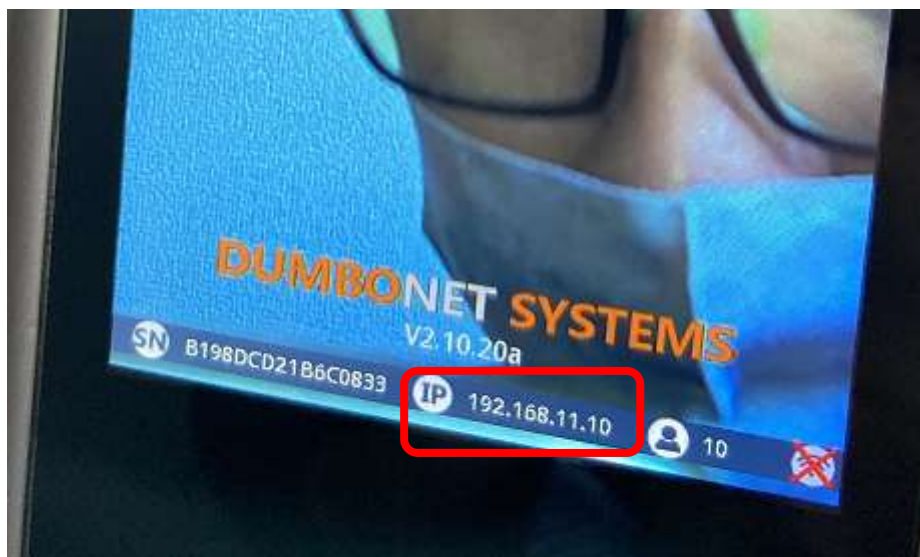 DUMBONET SYSTEMS
V2.10.20a
SN B198DCD21B6C0833 IP 192.168.11.10 10